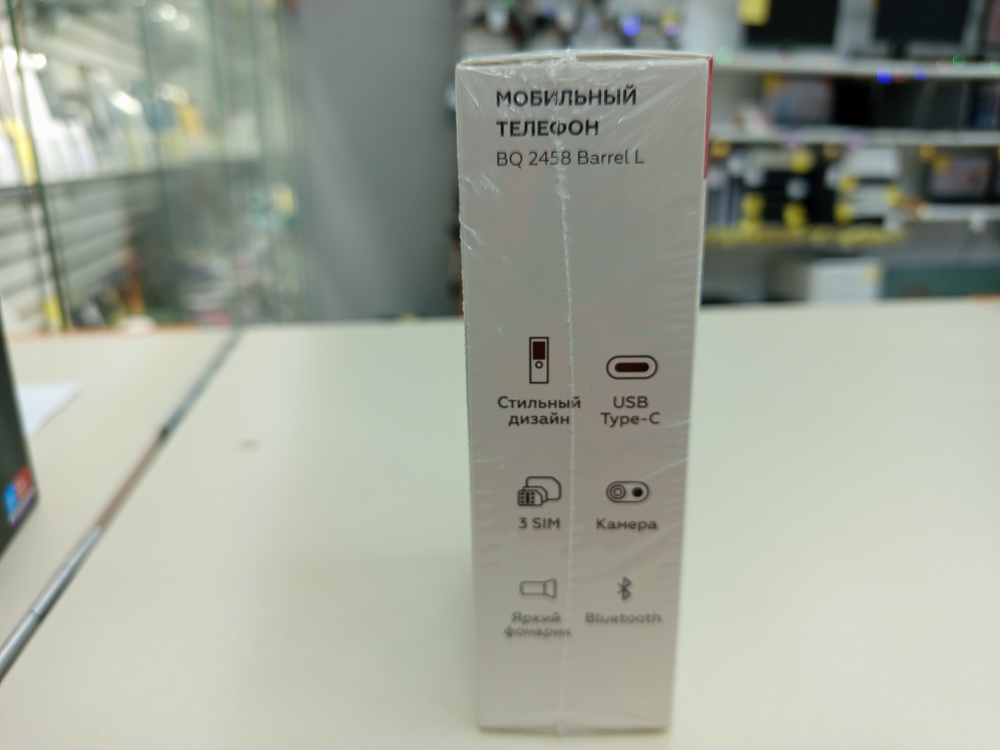 МОБИЛЬНЫЙ
ТЕЛЕФОН
BQ 2458 Barrel L
Стильный
дизайн
USB
Type-C
3 SIM
Камера
Яркий
фонарик
Bluetooth